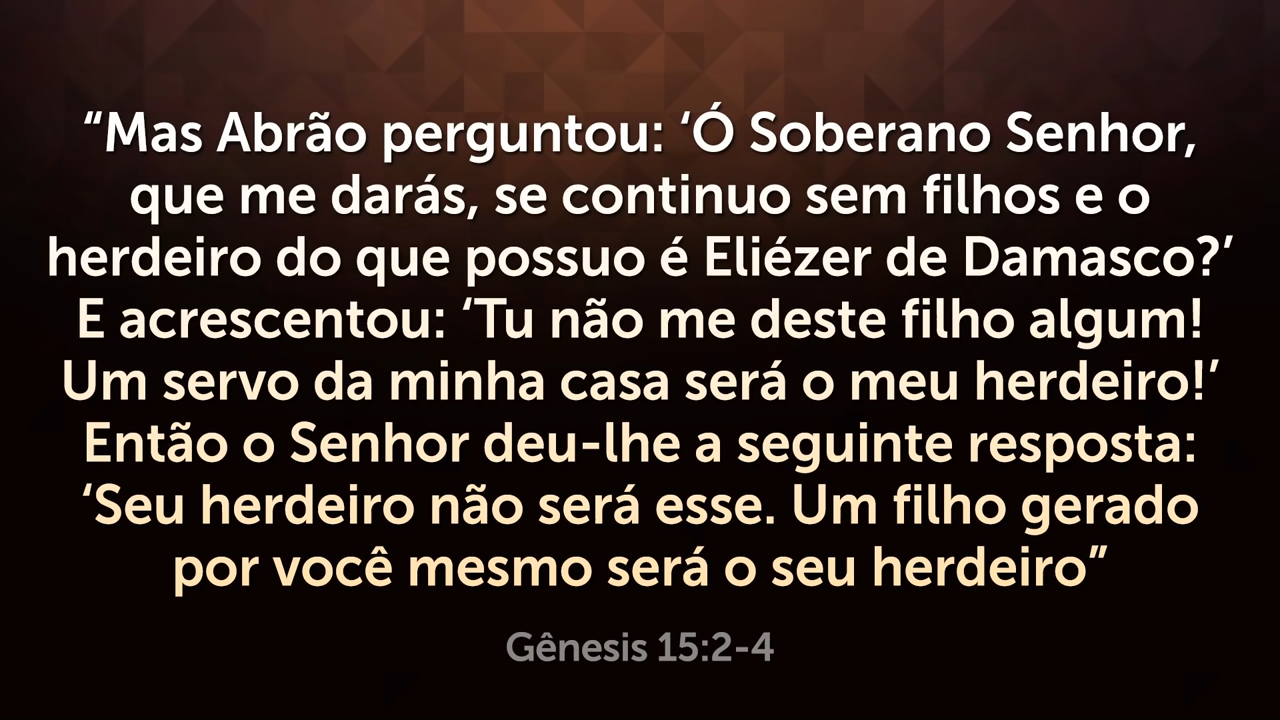 “Mas Abrão perguntou: ‘Ó Soberano Senhor,
que me darás, se continuo sem filhos e o
herdeiro do que possuo é Eliézer de Damasco?’
E acrescentou: ‘Tu não me deste filho algum!
Um servo da minha casa será o meu herdeiro!’
Então o Senhor deu-lhe a seguinte resposta:
‘Seu herdeiro não será esse. Um filho gerado
por você mesmo será o seu herdeiro”
Gênesis 15:2-4